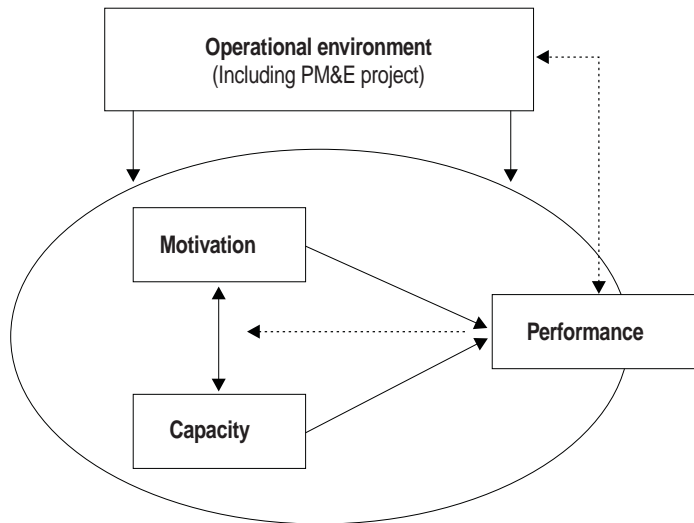 Operational environment
(Including PM&E project)
Motivation
Performance
Capacity